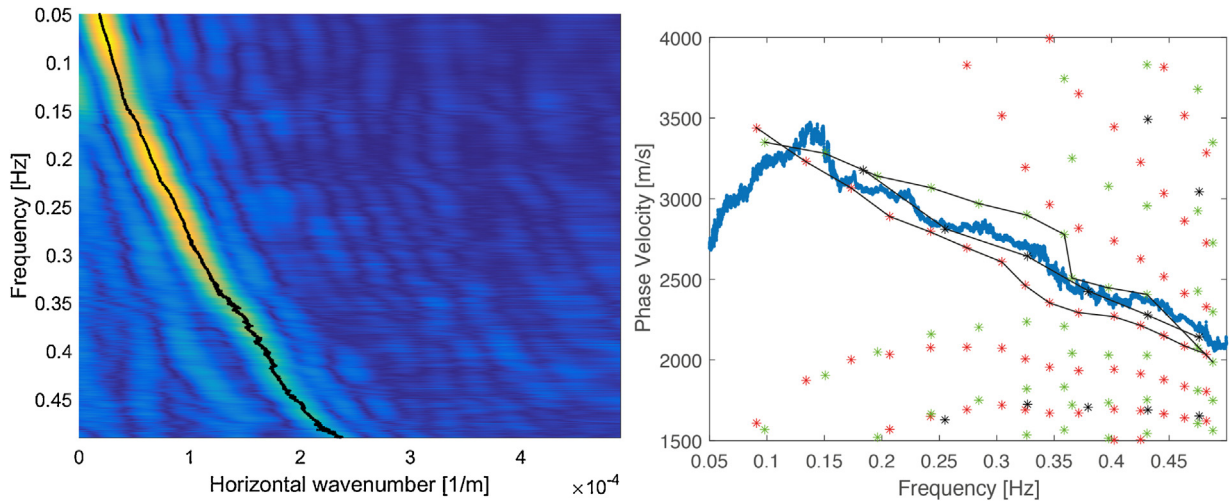 0.05
0.1
0.15
0.2
0.25
0.3
0.35
0.4
0.45
Frequency [Hz]
0 1 2 3 4
Horizontal wavenumber [1/m] ×10⁻⁴
4000
3500
3000
2500
2000
1500
Phase Velocity [m/s]
0.05 0.1 0.15 0.2 0.25 0.3 0.35 0.4 0.45
Frequency [Hz]